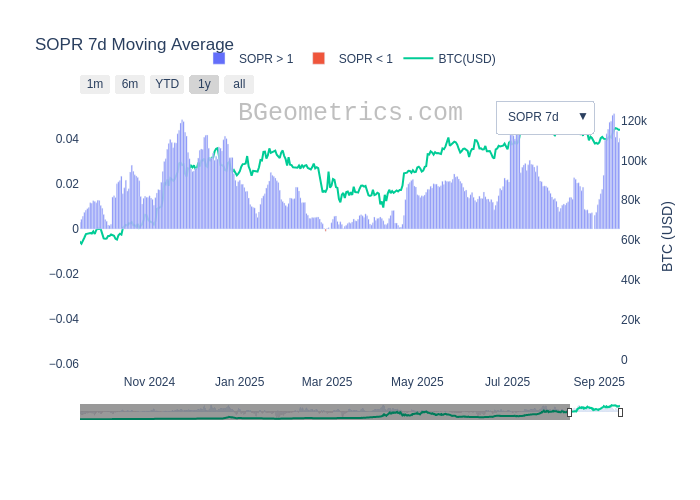 SOPR 7d Moving Average
SOPR > 1 SOPR < 1 BTC(USD)
1m 6m YTD 1y all
BGeometrics.com
SOPR 7d ▼
0.04
0.02
0
−0.02
−0.04
−0.06
120k
100k
80k
60k
40k
20k
0
BTC (USD)
Nov 2024 Jan 2025 Mar 2025 May 2025 Jul 2025 Sep 2025